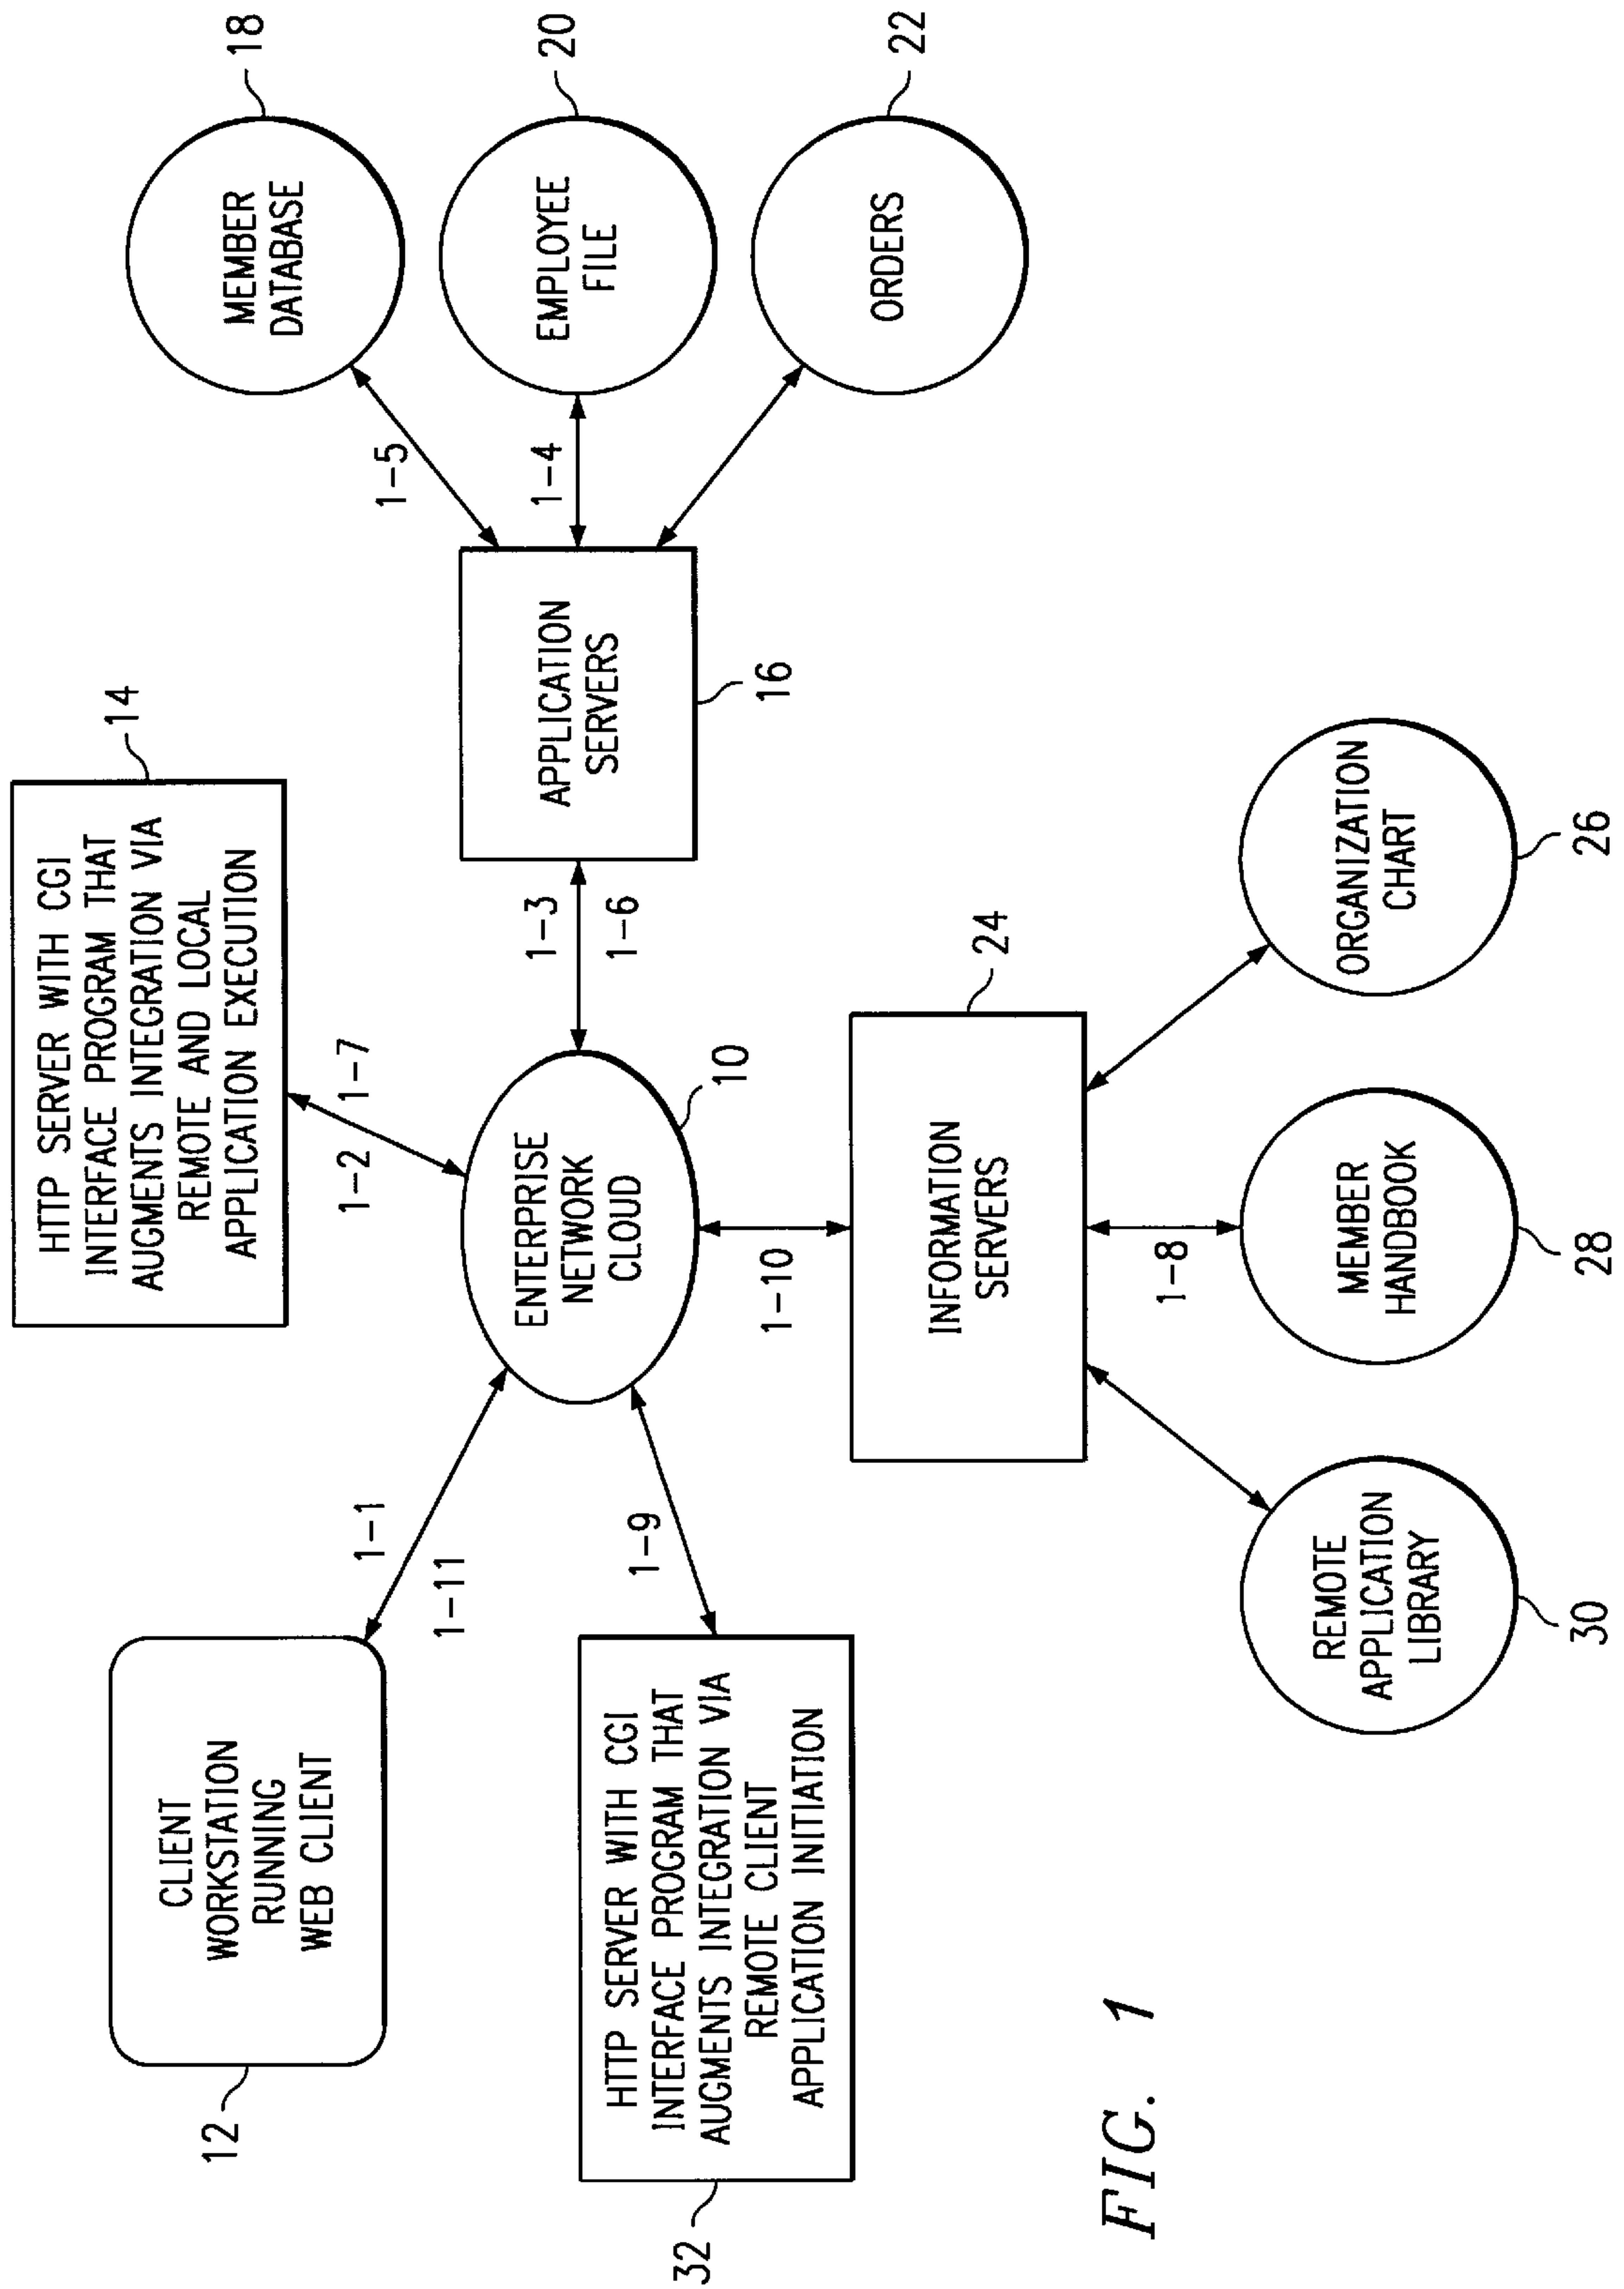 CLIENT
WORKSTATION
RUNNING
WEB CLIENT
12
1-1
1-11
HTTP SERVER WITH CGI
INTERFACE PROGRAM THAT
AUGMENTS INTEGRATION VIA
REMOTE AND LOCAL
APPLICATION EXECUTION
14
1-2
1-7
ENTERPRISE
NETWORK
CLOUD
10
1-3
1-6
APPLICATION
SERVERS
16
1-5
1-4
MEMBER
DATABASE
18
EMPLOYEE
FILE
20
ORDERS
22
HTTP SERVER WITH CGI
INTERFACE PROGRAM THAT
AUGMENTS INTEGRATION VIA
REMOTE CLIENT
APPLICATION INITIATION
32
1-9
1-10
INFORMATION
SERVERS
24
1-8
REMOTE
APPLICATION
LIBRARY
30
MEMBER
HANDBOOK
28
ORGANIZATION
CHART
26
FIG. 1